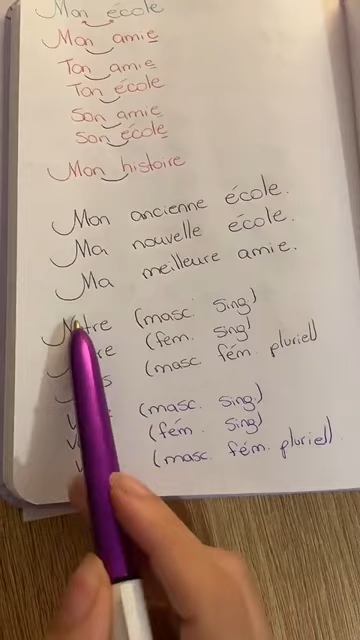 Mon école
Mon amie
Ton amie
Ton école
Son amie
Son école
Mon histoire
Mon ancienne école.
Ma nouvelle école.
Ma meilleure amie.
(masc. sing.)
(fém. sing)
(masc fém. pluriel)
(masc. sing.)
(fém. sing)
(masc. fém. pluriel)